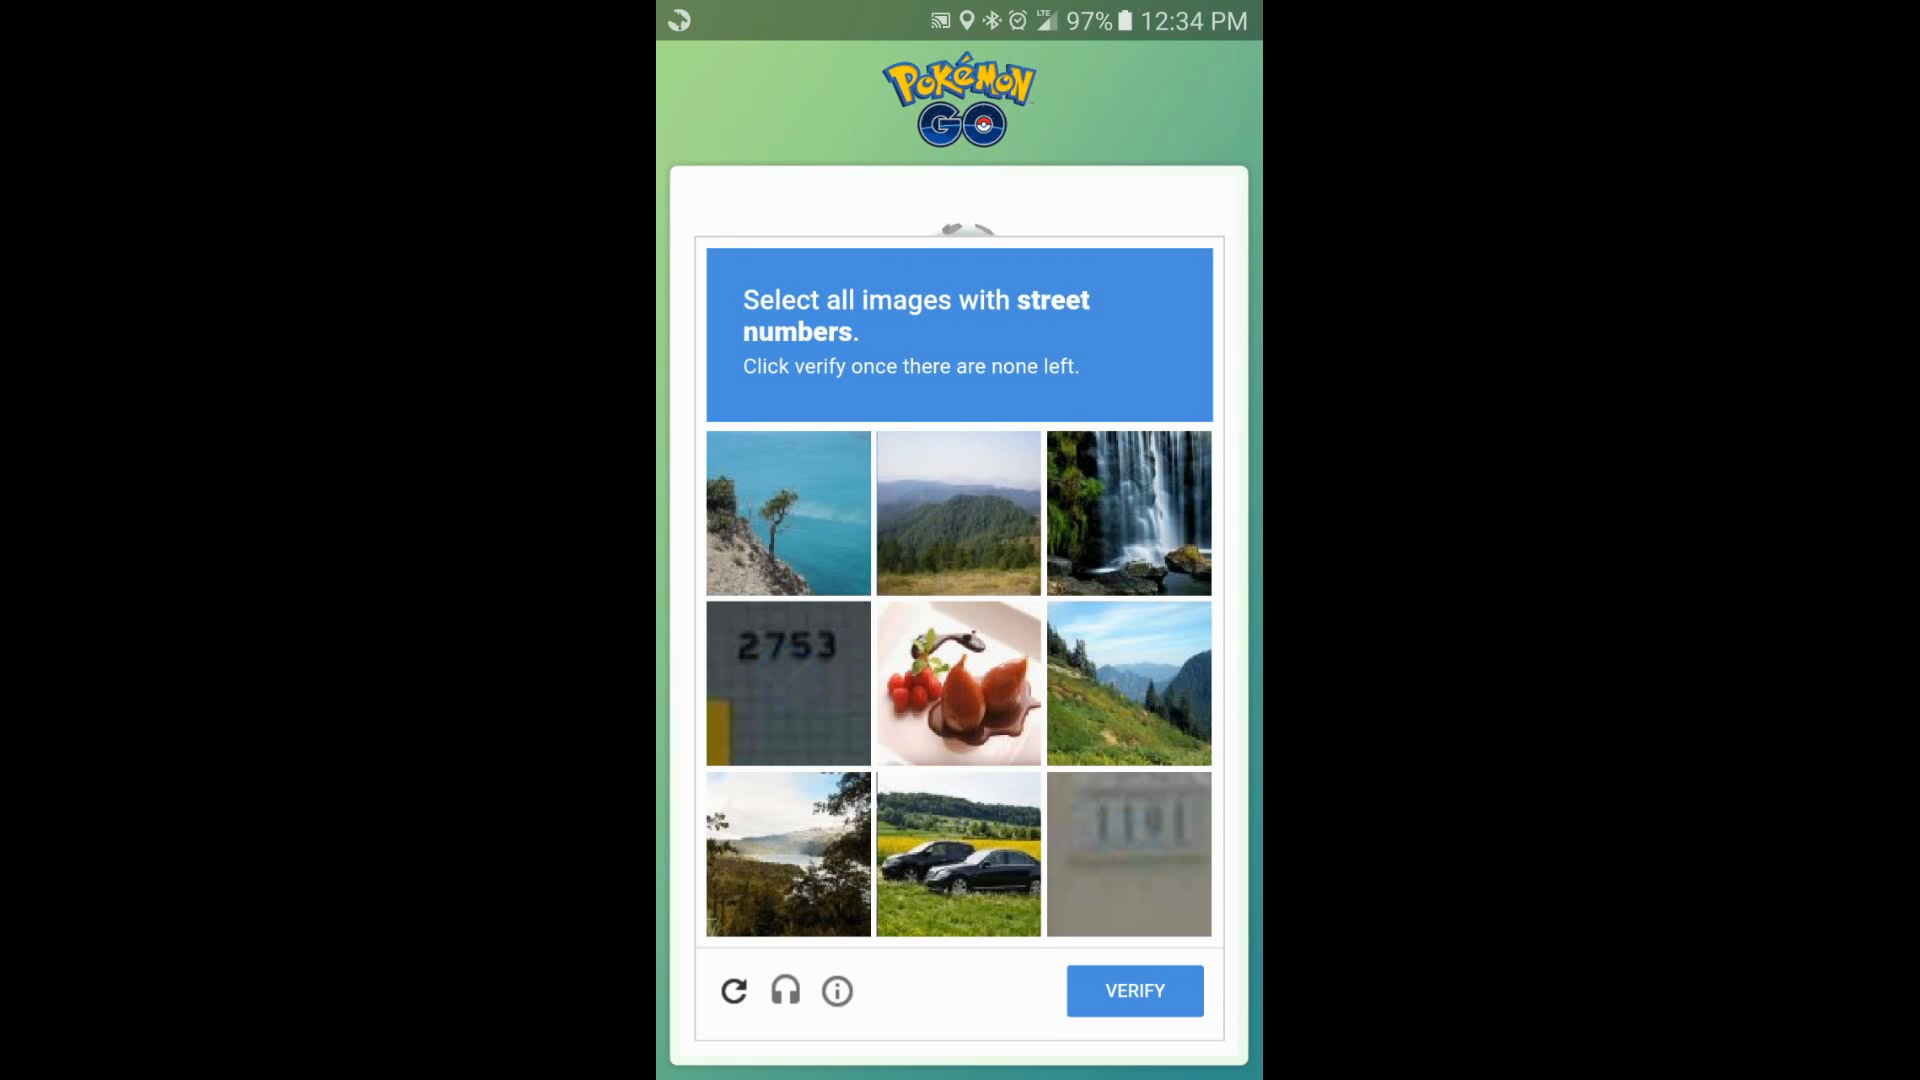 LTE 97% 12:34 PM
POKéMON
GO
Select all images with street
numbers.
Click verify once there are none left.
2753
VERIFY